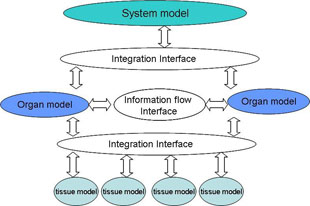 System model
Integration Interface
Organ model
Information flow
Interface
Organ model
Integration Interface
tissue model
tissue model
tissue model
tissue model